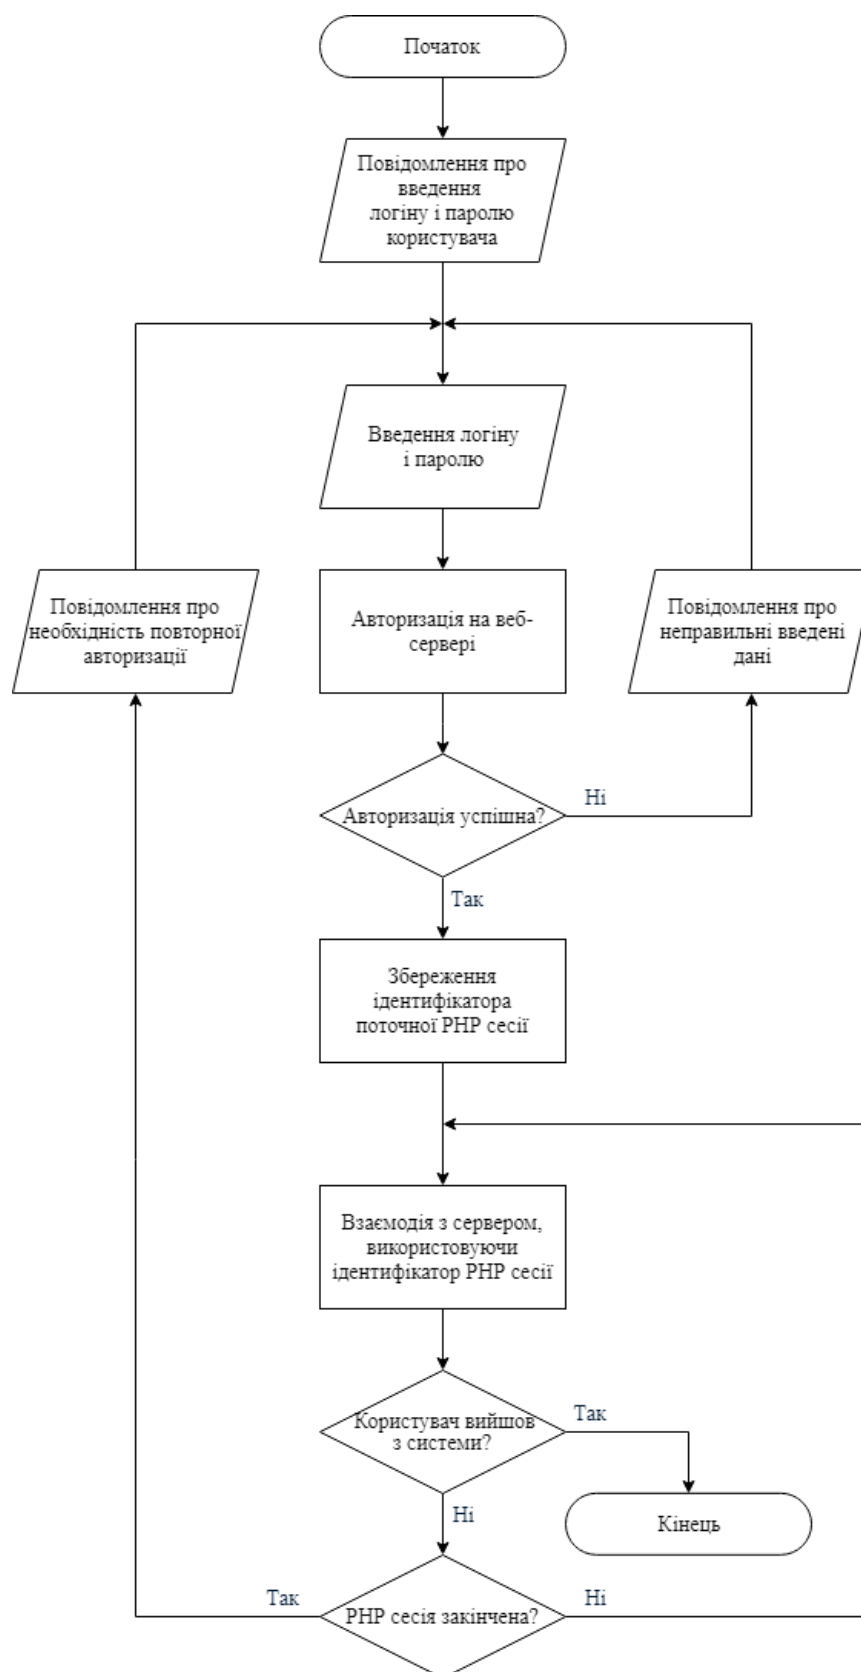 Початок
Повідомлення про
введення
логіну і паролю
користувача
Введення логіну
і паролю
Повідомлення про
необхідність повторної
авторизації
Авторизація на веб-
сервері
Повідомлення про
неправильні введені
дані
Авторизація успішна?
Ні
Так
Збереження
ідентифікатора
поточної PHP сесії
Взаємодія з сервером,
використовуючи
ідентифікатор PHP сесії
Користувач вийшов
з системи?
Так
Ні
Кінець
PHP сесія закінчена?
Так
Ні